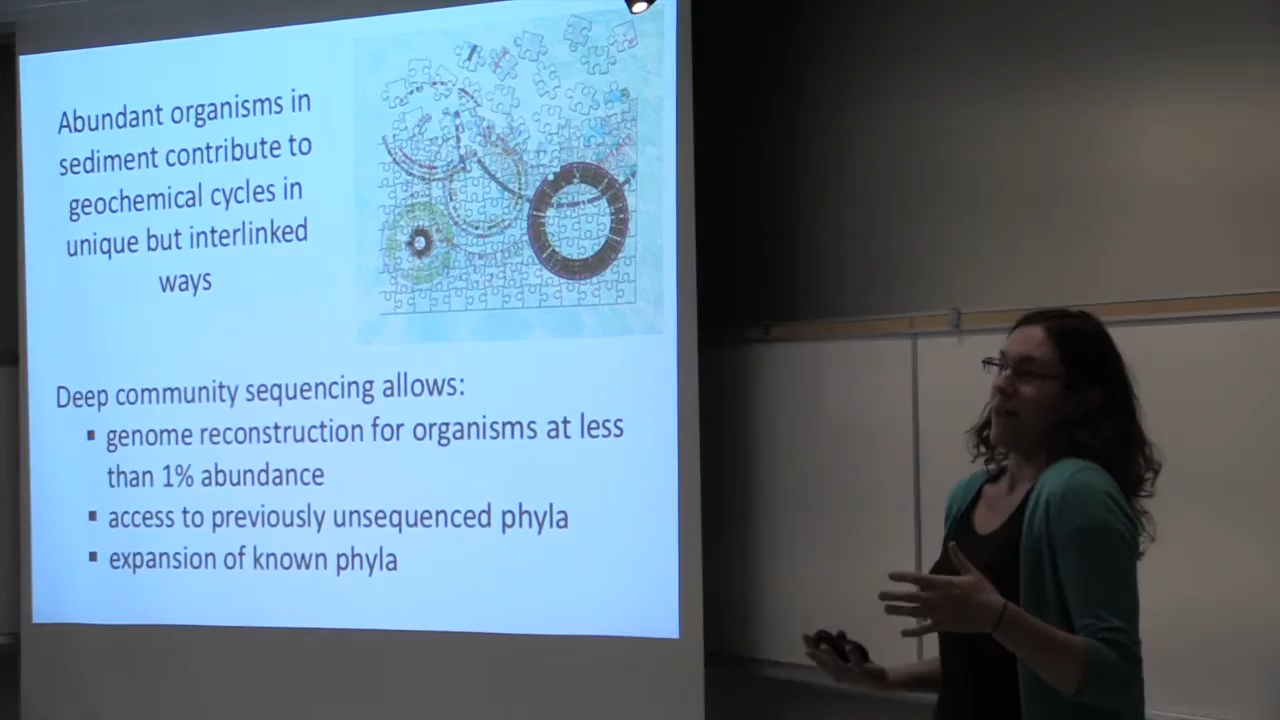 Abundant organisms in
sediment contribute to
geochemical cycles in
unique but interlinked
ways
Deep community sequencing allows:
▪ genome reconstruction for organisms at less
than 1% abundance
▪ access to previously unsequenced phyla
▪ expansion of known phyla